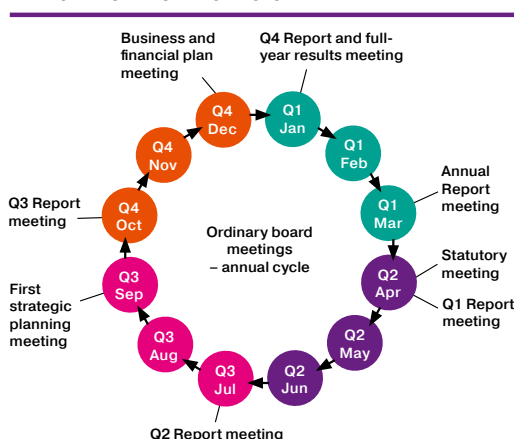 Business and
financial plan
meeting
Q4 Report and full-
year results meeting
Q4
Dec
Q1
Jan
Q4
Nov
Q1
Feb
Annual
Report
meeting
Q3 Report
meeting
Q4
Oct
Q1
Mar
Ordinary board
meetings
– annual cycle
Statutory
meeting
First
strategic
planning
meeting
Q3
Sep
Q2
Apr
Q1 Report
meeting
Q3
Aug
Q2
May
Q3
Jul
Q2
Jun
Q2 Report meeting